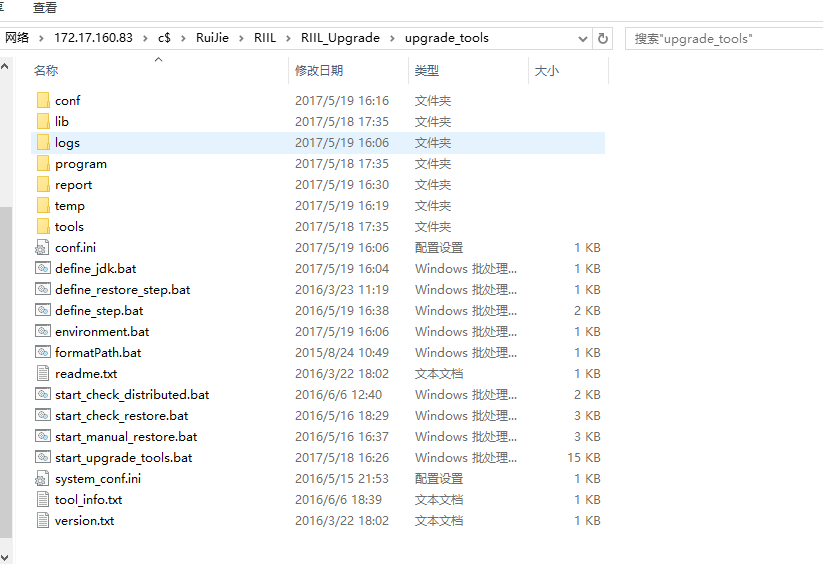 查看
网络 › 172.17.160.83 › c$ › RuiJie › RIIL › RIIL_Upgrade › upgrade_tools 搜索"upgrade_tools"
名称 修改日期 类型 大小
conf 2017/5/19 16:16 文件夹
lib 2017/5/18 17:35 文件夹
logs 2017/5/19 16:06 文件夹
program 2017/5/18 17:35 文件夹
report 2017/5/19 16:30 文件夹
temp 2017/5/19 16:19 文件夹
tools 2017/5/18 17:35 文件夹
conf.ini 2017/5/19 16:06 配置设置 1 KB
define_jdk.bat 2017/5/19 16:04 Windows 批处理... 1 KB
define_restore_step.bat 2016/3/23 11:19 Windows 批处理... 1 KB
define_step.bat 2016/5/19 16:38 Windows 批处理... 2 KB
environment.bat 2017/5/19 16:06 Windows 批处理... 1 KB
formatPath.bat 2015/8/24 10:49 Windows 批处理... 1 KB
readme.txt 2016/3/22 18:02 文本文档 1 KB
start_check_distributed.bat 2016/6/6 12:40 Windows 批处理... 2 KB
start_check_restore.bat 2016/5/16 18:29 Windows 批处理... 3 KB
start_manual_restore.bat 2016/5/16 16:37 Windows 批处理... 3 KB
start_upgrade_tools.bat 2017/5/18 16:26 Windows 批处理... 15 KB
system_conf.ini 2016/5/15 21:53 配置设置 1 KB
tool_info.txt 2016/6/6 18:39 文本文档 1 KB
version.txt 2016/3/22 18:02 文本文档 1 KB